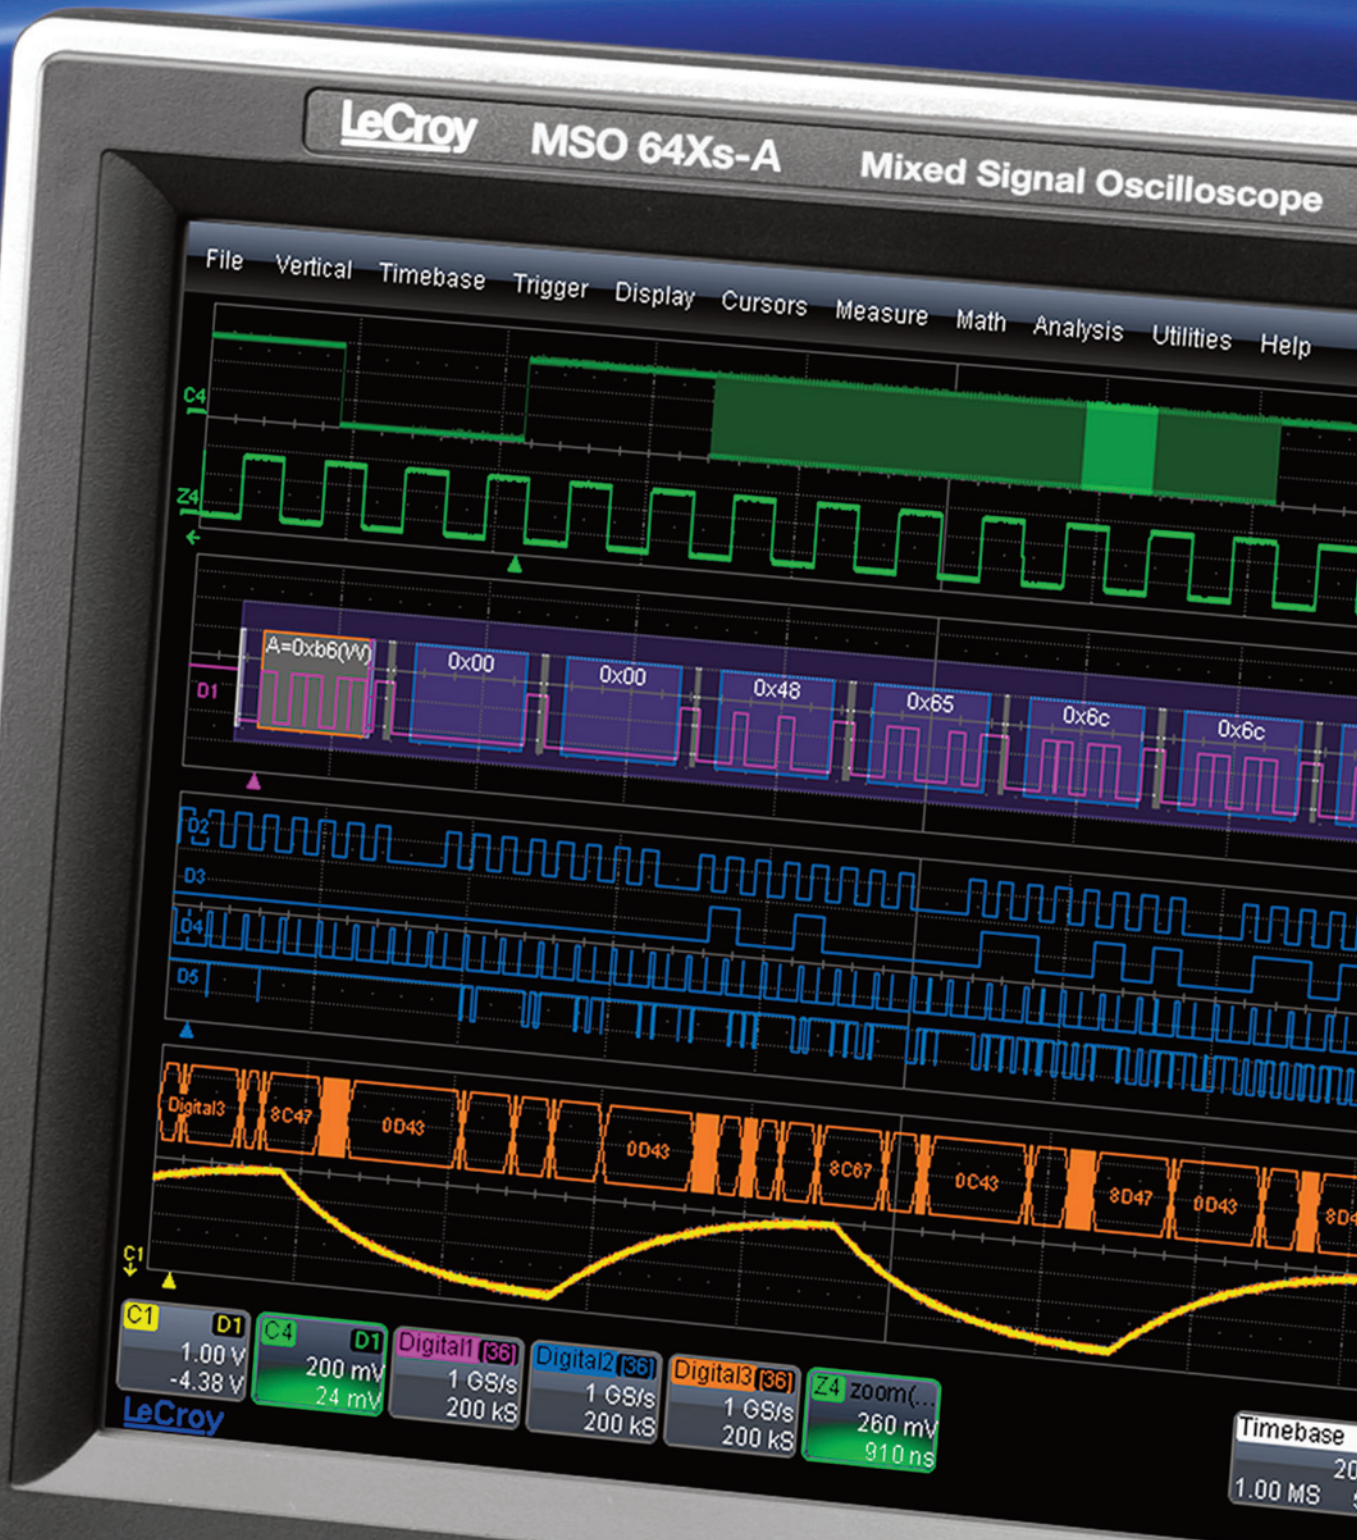 LeCroy MSO 64Xs-A Mixed Signal Oscilloscope
File Vertical Timebase Trigger Display Cursors Measure Math Analysis Utilities Help
C4
Z4
A=0xb6(W) 0x00 0x00 0x48 0x65 0x6c 0x6c
D1
D2
D3
D4
D5
Digital3 8C47 0D43 0D43 8C67 0C43 8D47 0D43
C1
C1 D1
1.00 V
-4.38 V
C4 D1
200 mV
24 mV
Digital1 [36]
1 GS/s
200 kS
Digital2 [36]
1 GS/s
200 kS
Digital3 [36]
1 GS/s
200 kS
Z4 zoom(...
260 mV
910 ns
Timebase
20
1.00 MS
LeCroy